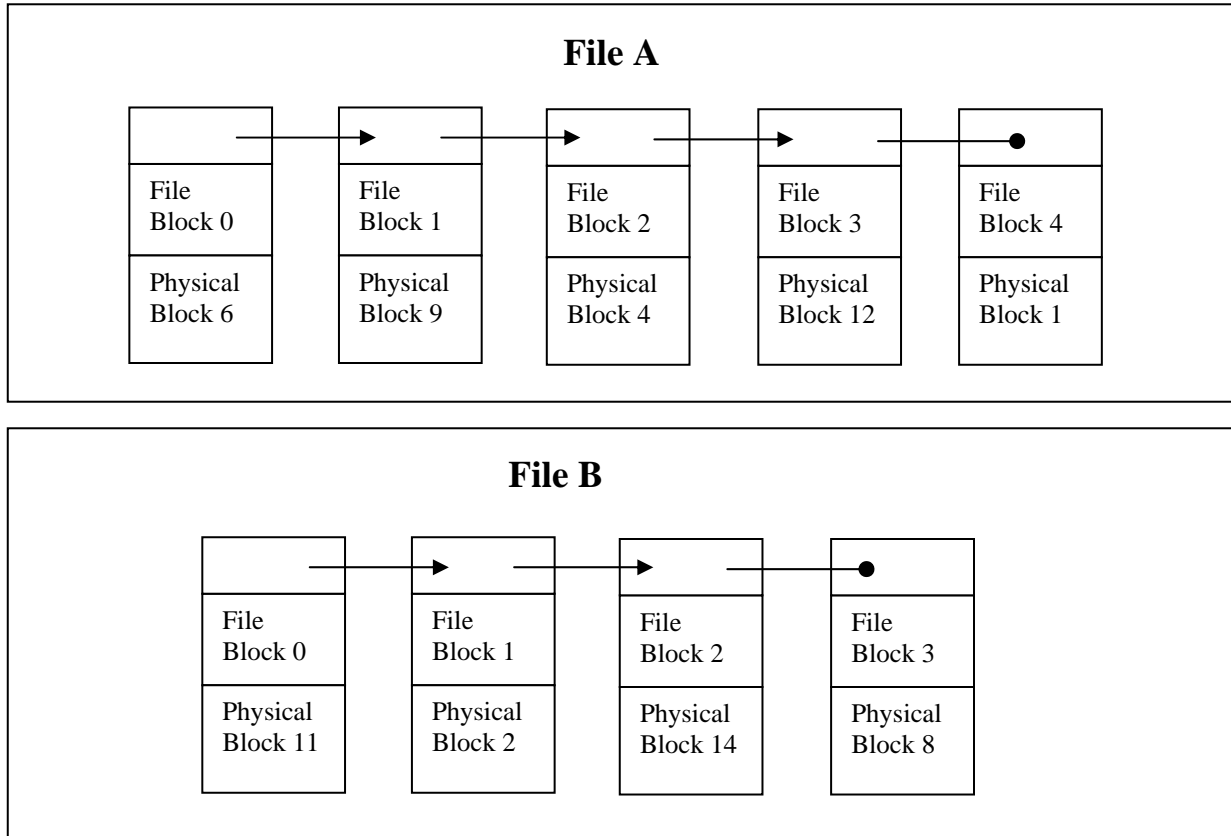 File A
File
Block 0
File
Block 1
File
Block 2
File
Block 3
File
Block 4
Physical
Block 6
Physical
Block 9
Physical
Block 4
Physical
Block 12
Physical
Block 1
File B
File
Block 0
File
Block 1
File
Block 2
File
Block 3
Physical
Block 11
Physical
Block 2
Physical
Block 14
Physical
Block 8